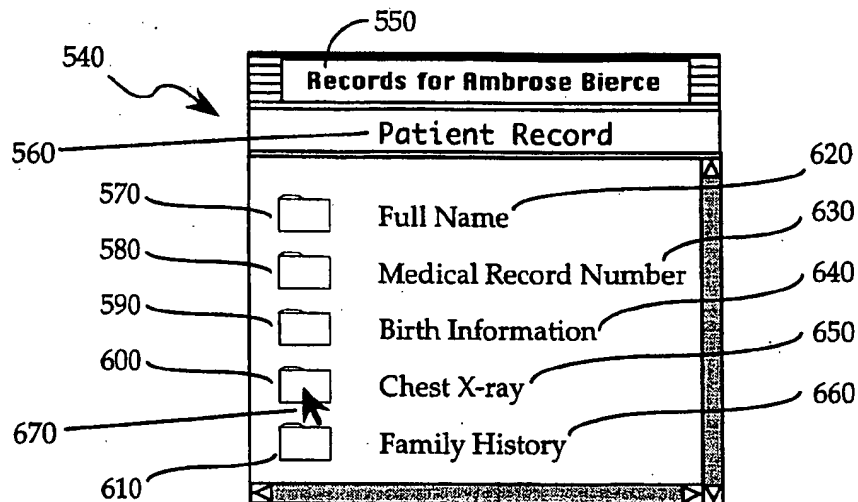 550
540
Records for Ambrose Bierce
560
Patient Record
620
570
Full Name
630
580
Medical Record Number
640
590
Birth Information
650
600
Chest X-ray
660
670
Family History
610